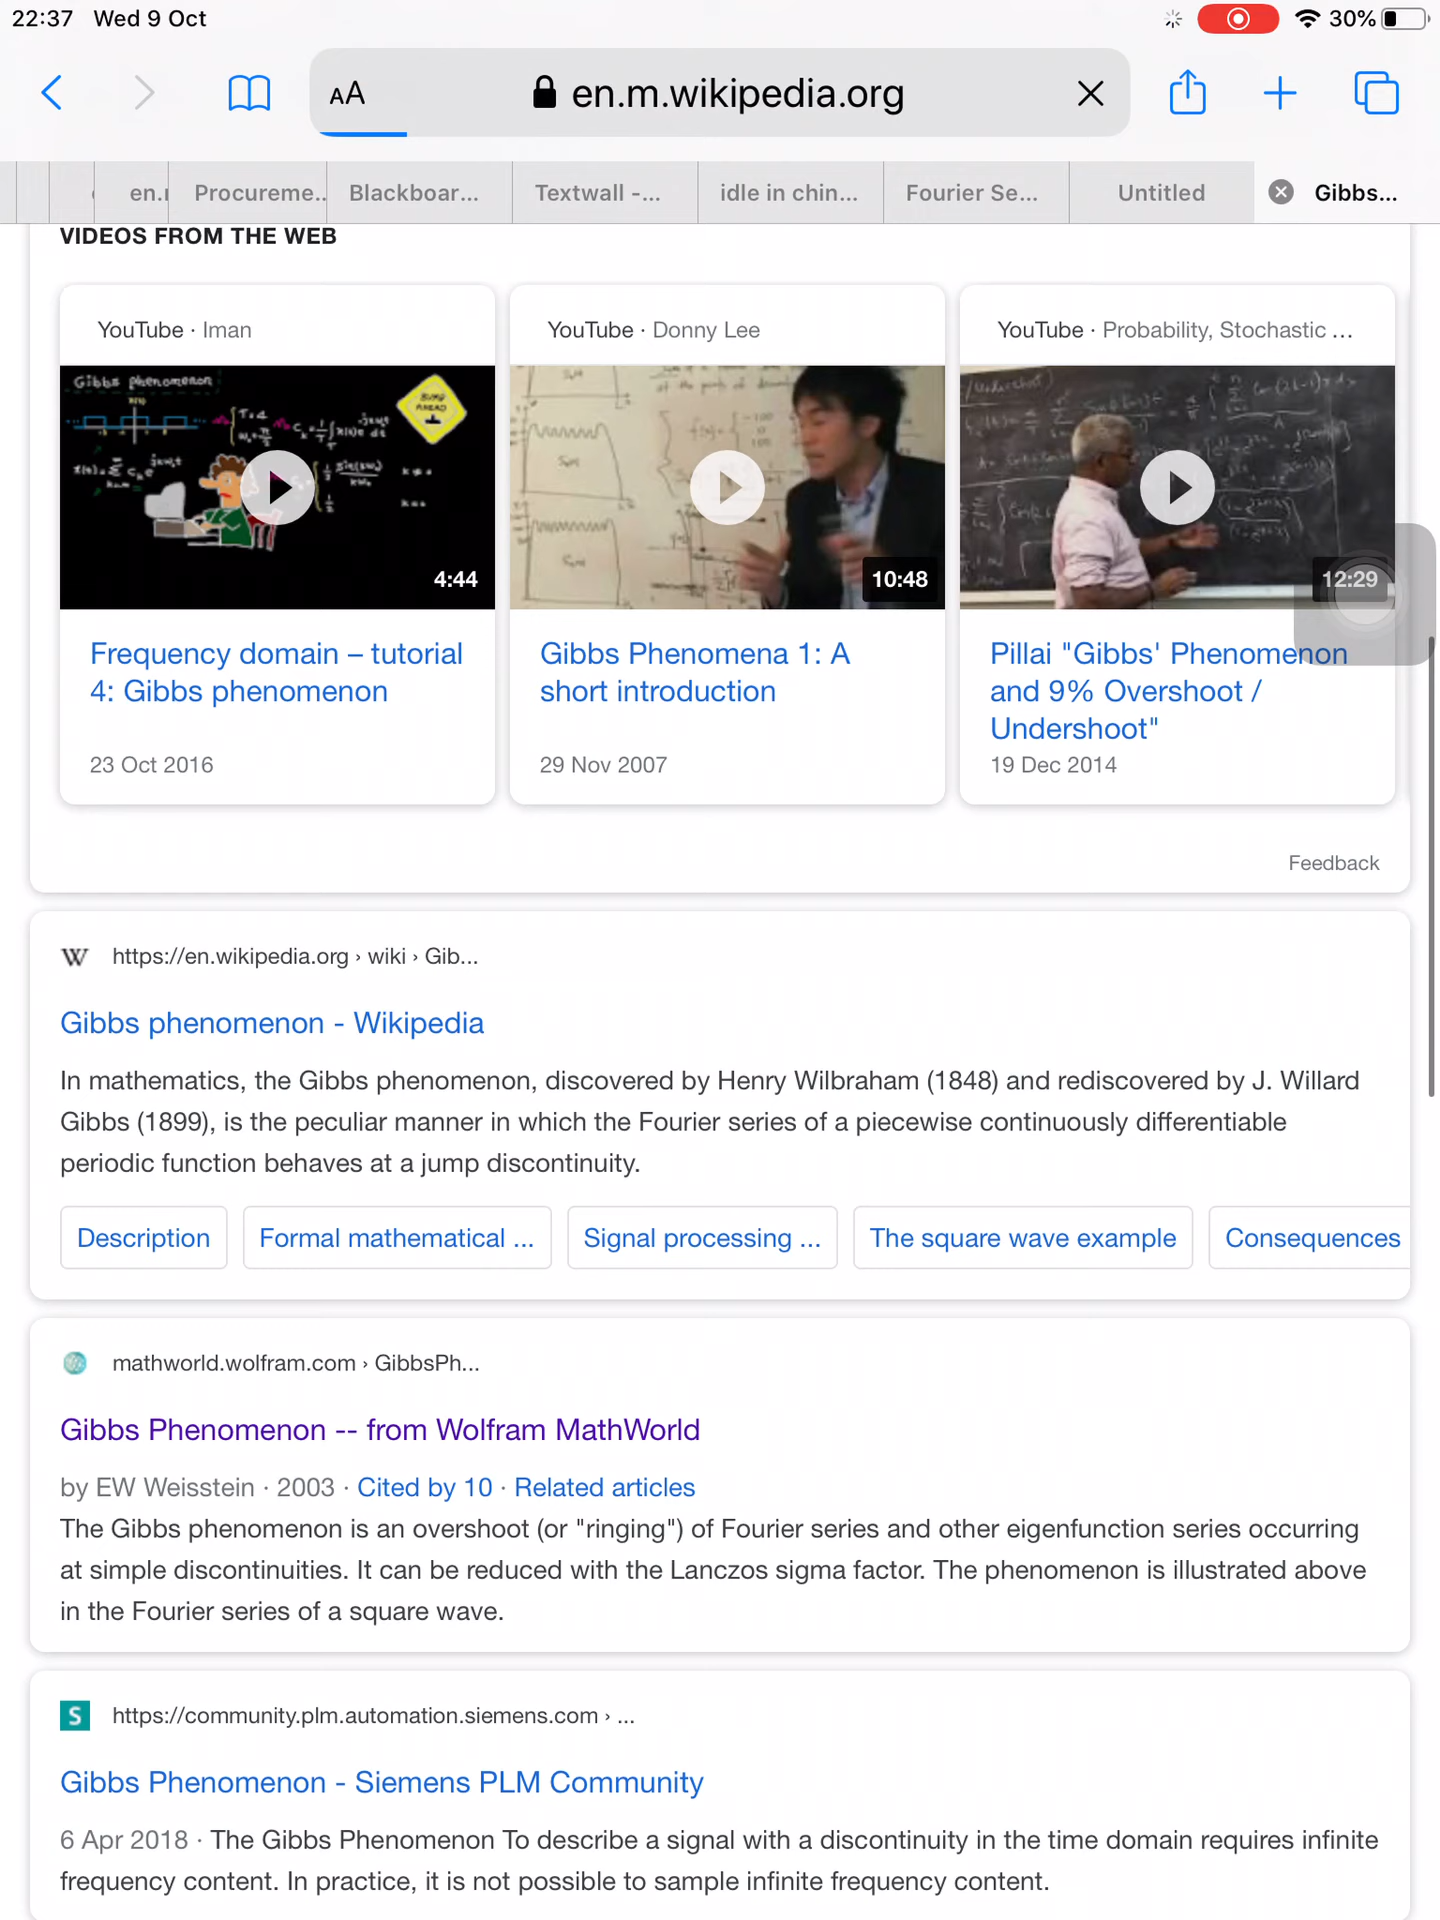 22:37 Wed 9 Oct
30%
AA
en.m.wikipedia.org
Procureme...
Blackboar...
Textwall -...
idle in chin...
Fourier Se...
Untitled
Gibbs...
VIDEOS FROM THE WEB
YouTube · Iman
Gibbs phenomenon
BUMP
AHEAD
4:44
Frequency domain – tutorial
4: Gibbs phenomenon
23 Oct 2016
YouTube · Donny Lee
10:48
Gibbs Phenomena 1: A
short introduction
29 Nov 2007
YouTube · Probability, Stochastic ...
12:29
Pillai "Gibbs' Phenomenon
and 9% Overshoot /
Undershoot"
19 Dec 2014
Feedback
W https://en.wikipedia.org › wiki › Gib...
Gibbs phenomenon - Wikipedia
In mathematics, the Gibbs phenomenon, discovered by Henry Wilbraham (1848) and rediscovered by J. Willard
Gibbs (1899), is the peculiar manner in which the Fourier series of a piecewise continuously differentiable
periodic function behaves at a jump discontinuity.
Description
Formal mathematical ...
Signal processing ...
The square wave example
Consequences
mathworld.wolfram.com › GibbsPh...
Gibbs Phenomenon -- from Wolfram MathWorld
by EW Weisstein · 2003 · Cited by 10 · Related articles
The Gibbs phenomenon is an overshoot (or "ringing") of Fourier series and other eigenfunction series occurring
at simple discontinuities. It can be reduced with the Lanczos sigma factor. The phenomenon is illustrated above
in the Fourier series of a square wave.
S https://community.plm.automation.siemens.com › ...
Gibbs Phenomenon - Siemens PLM Community
6 Apr 2018 · The Gibbs Phenomenon To describe a signal with a discontinuity in the time domain requires infinite
frequency content. In practice, it is not possible to sample infinite frequency content.